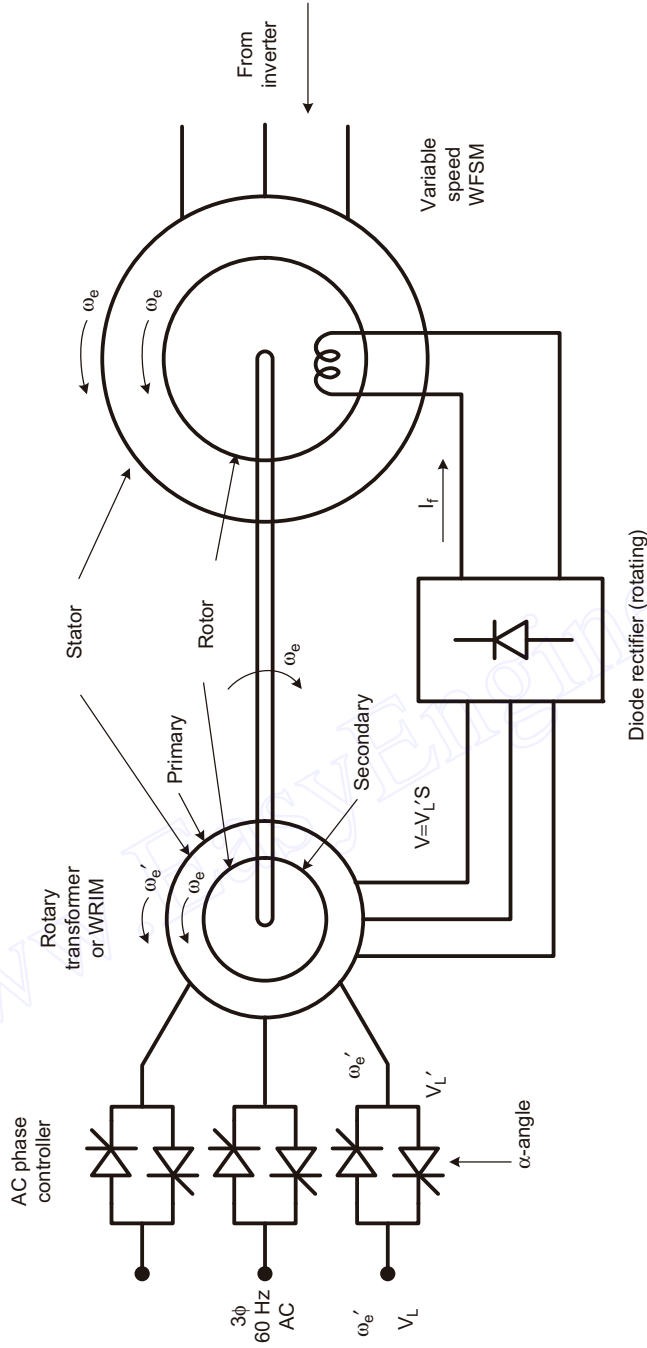 AC phase
controller
Rotary
transformer
or WRIM
Stator
Primary
Rotor
Secondary
ωe′
ωe
ωe
ωe
ωe
Variable
speed
WFSM
From
inverter
3ϕ
60 Hz
AC
ωe′
VL
ωe′
VL′
α-angle
V=VL′S
If
Diode rectifier (rotating)